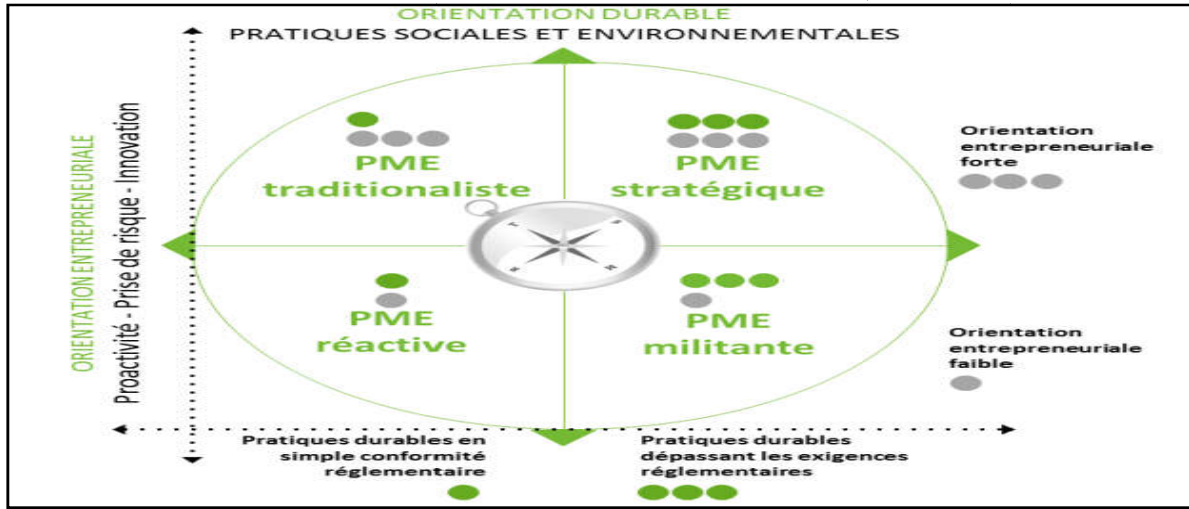 ORIENTATION DURABLE
PRATIQUES SOCIALES ET ENVIRONNEMENTALES
ORIENTATION ENTREPRENEURIALE
Proactivité - Prise de risque - Innovation
PME
traditionaliste
PME
stratégique
Orientation
entrepreneuriale
forte
PME
réactive
PME
militante
Orientation
entrepreneuriale
faible
Pratiques durables en
simple conformité
réglementaire
Pratiques durables
dépassant les exigences
réglementaires